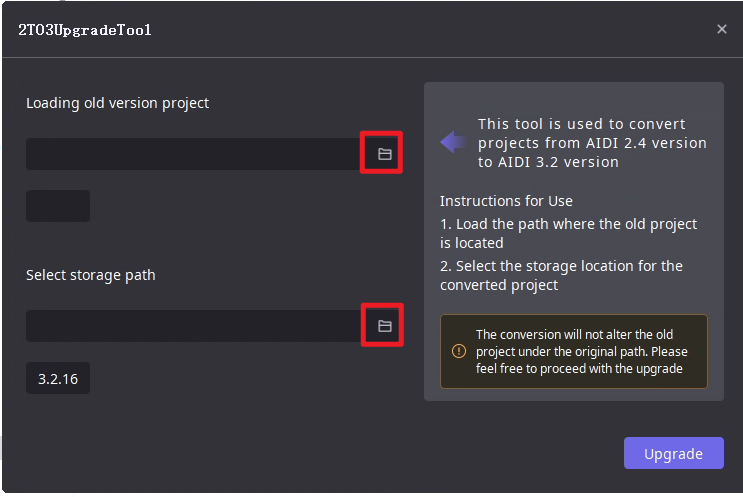 2TO3UpgradeTool
Loading old version project
This tool is used to convert
projects from AIDI 2.4 version
to AIDI 3.2 version
Instructions for Use
1. Load the path where the old project
is located
2. Select the storage location for the
converted project
Select storage path
The conversion will not alter the old
project under the original path. Please
feel free to proceed with the upgrade
3.2.16
Upgrade